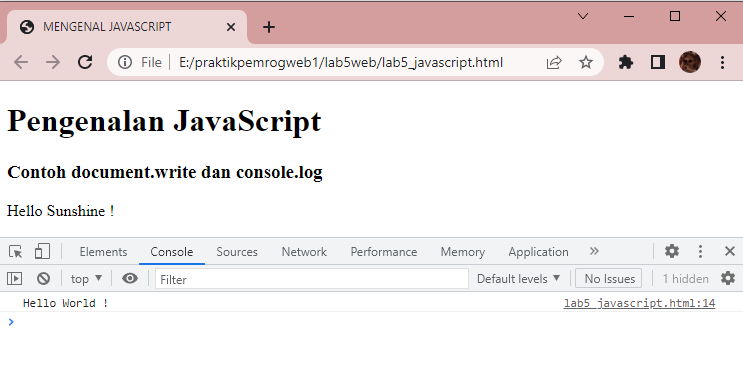 MENGENAL JAVASCRIPT
File | E:/praktikpemrogweb1/lab5web/lab5_javascript.html
Pengenalan JavaScript
Contoh document.write dan console.log
Hello Sunshine !
Elements Console Sources Network Performance Memory Application »
top Filter Default levels No Issues 1 hidden
Hello World ! lab5_javascript.html:14